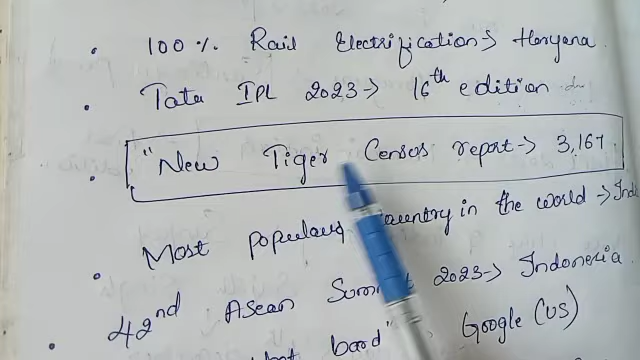 100% Rail Electrification → Haryana
Tata IPL 2023 → 16th edition
"New Tiger Census report → 3,167
Most populous country in the world → Ind
42nd Asean Summit 2023 → Indonesia
Google (US)